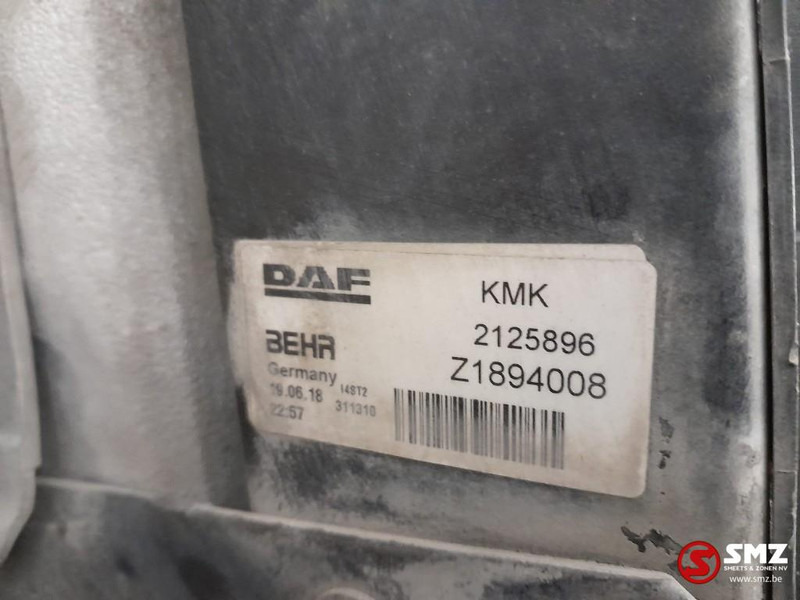 DAF
KMK
BEHR
2125896
Germany
Z1894008
19.06.18 14ST2
22:57 311310
SMZ
SMEETS & ZONEN NV
www.smz.be